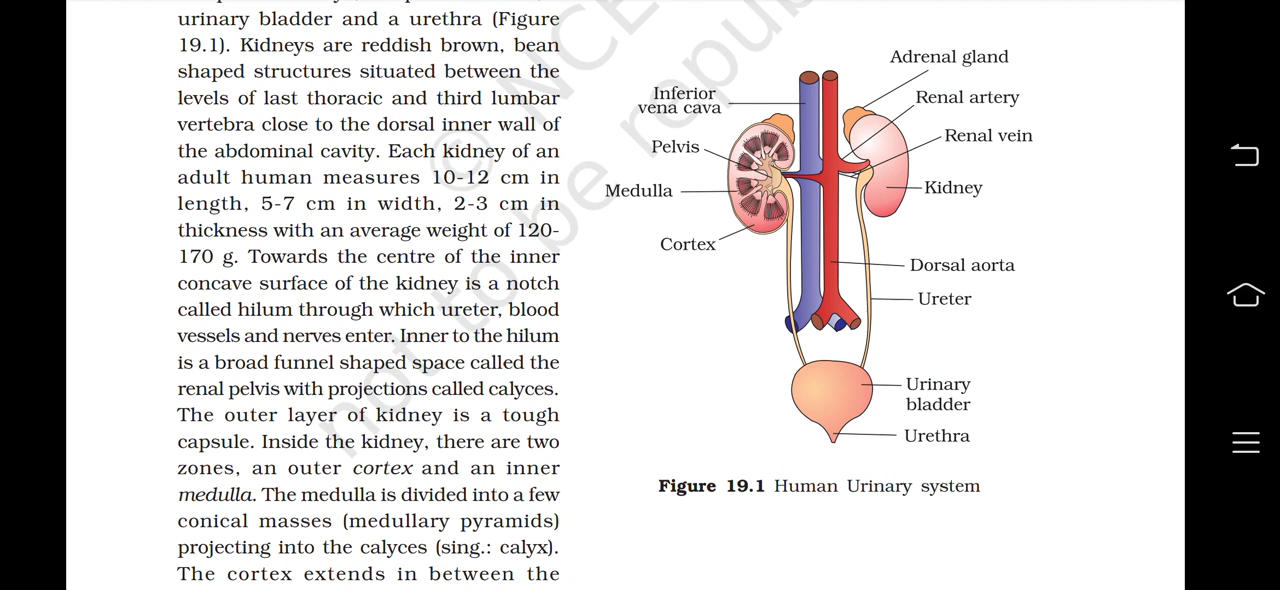 urinary bladder and a urethra (Figure
19.1). Kidneys are reddish brown, bean
shaped structures situated between the
levels of last thoracic and third lumbar
vertebra close to the dorsal inner wall of
the abdominal cavity. Each kidney of an
adult human measures 10-12 cm in
length, 5-7 cm in width, 2-3 cm in
thickness with an average weight of 120-
170 g. Towards the centre of the inner
concave surface of the kidney is a notch
called hilum through which ureter, blood
vessels and nerves enter. Inner to the hilum
is a broad funnel shaped space called the
renal pelvis with projections called calyces.
The outer layer of kidney is a tough
capsule. Inside the kidney, there are two
zones, an outer cortex and an inner
medulla. The medulla is divided into a few
conical masses (medullary pyramids)
projecting into the calyces (sing.: calyx).
The cortex extends in between the
Adrenal gland
Inferior
vena cava
Renal artery
Renal vein
Pelvis
Medulla
Kidney
Cortex
Dorsal aorta
Ureter
Urinary
bladder
Urethra
Figure 19.1 Human Urinary system
© NCE
not to be repub